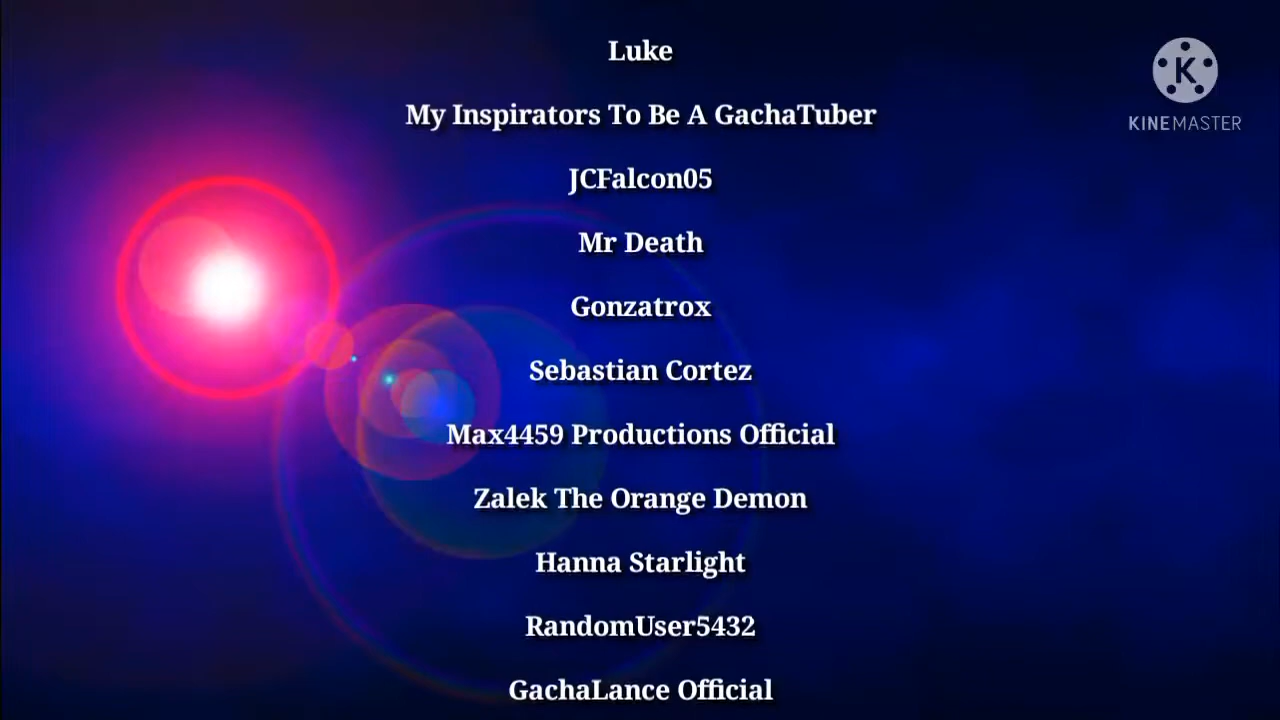 Luke
My Inspirators To Be A GachaTuber
JCFalcon05
Mr Death
Gonzatrox
Sebastian Cortez
Max4459 Productions Official
Zalek The Orange Demon
Hanna Starlight
RandomUser5432
GachaLance Official
K
KINEMASTER